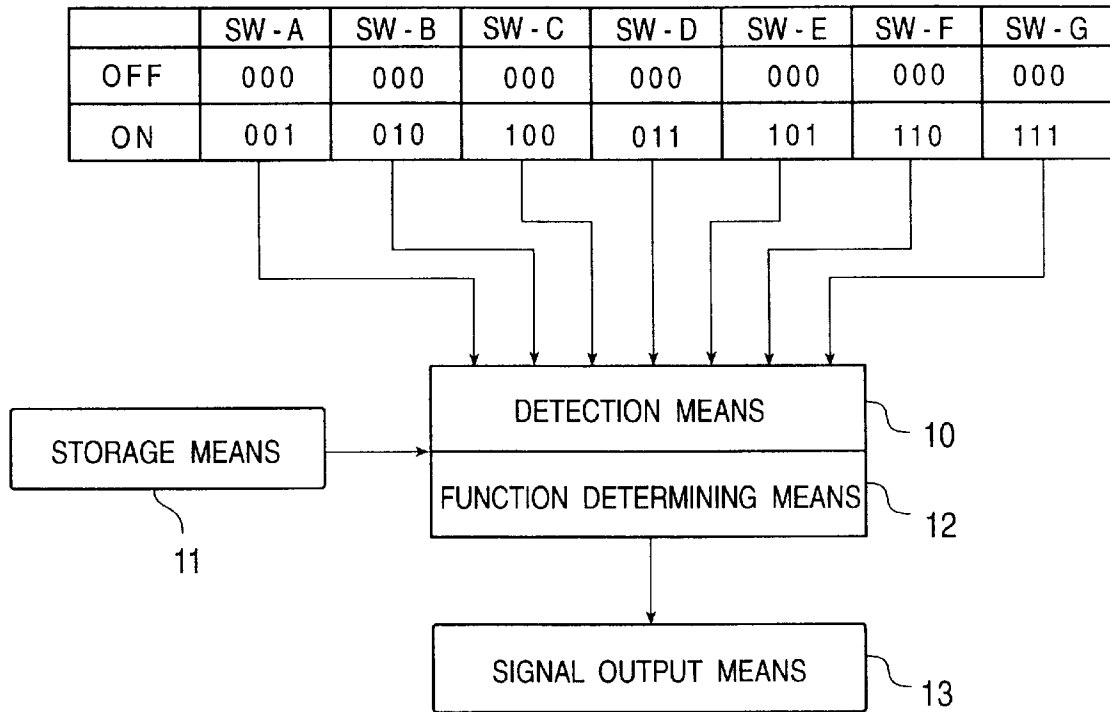 SW-A SW-B SW-C SW-D SW-E SW-F SW-G
OFF 000 000 000 000 000 000 000
ON 001 010 100 011 101 110 111
DETECTION MEANS
10
STORAGE MEANS
FUNCTION DETERMINING MEANS
12
11
SIGNAL OUTPUT MEANS
13